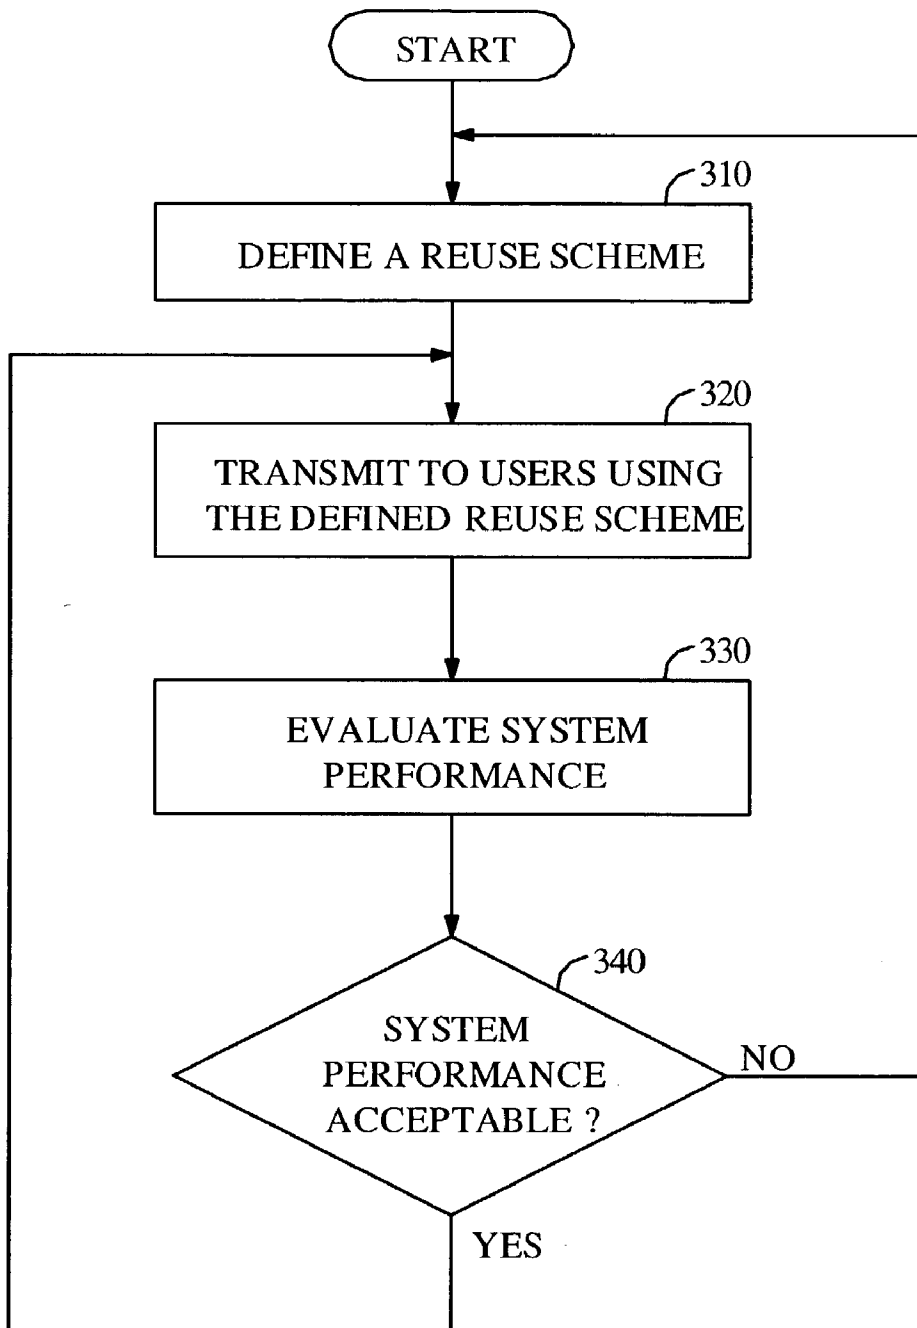 START
310
DEFINE A REUSE SCHEME
320
TRANSMIT TO USERS USING
THE DEFINED REUSE SCHEME
330
EVALUATE SYSTEM
PERFORMANCE
340
SYSTEM
PERFORMANCE
ACCEPTABLE ?
NO
YES